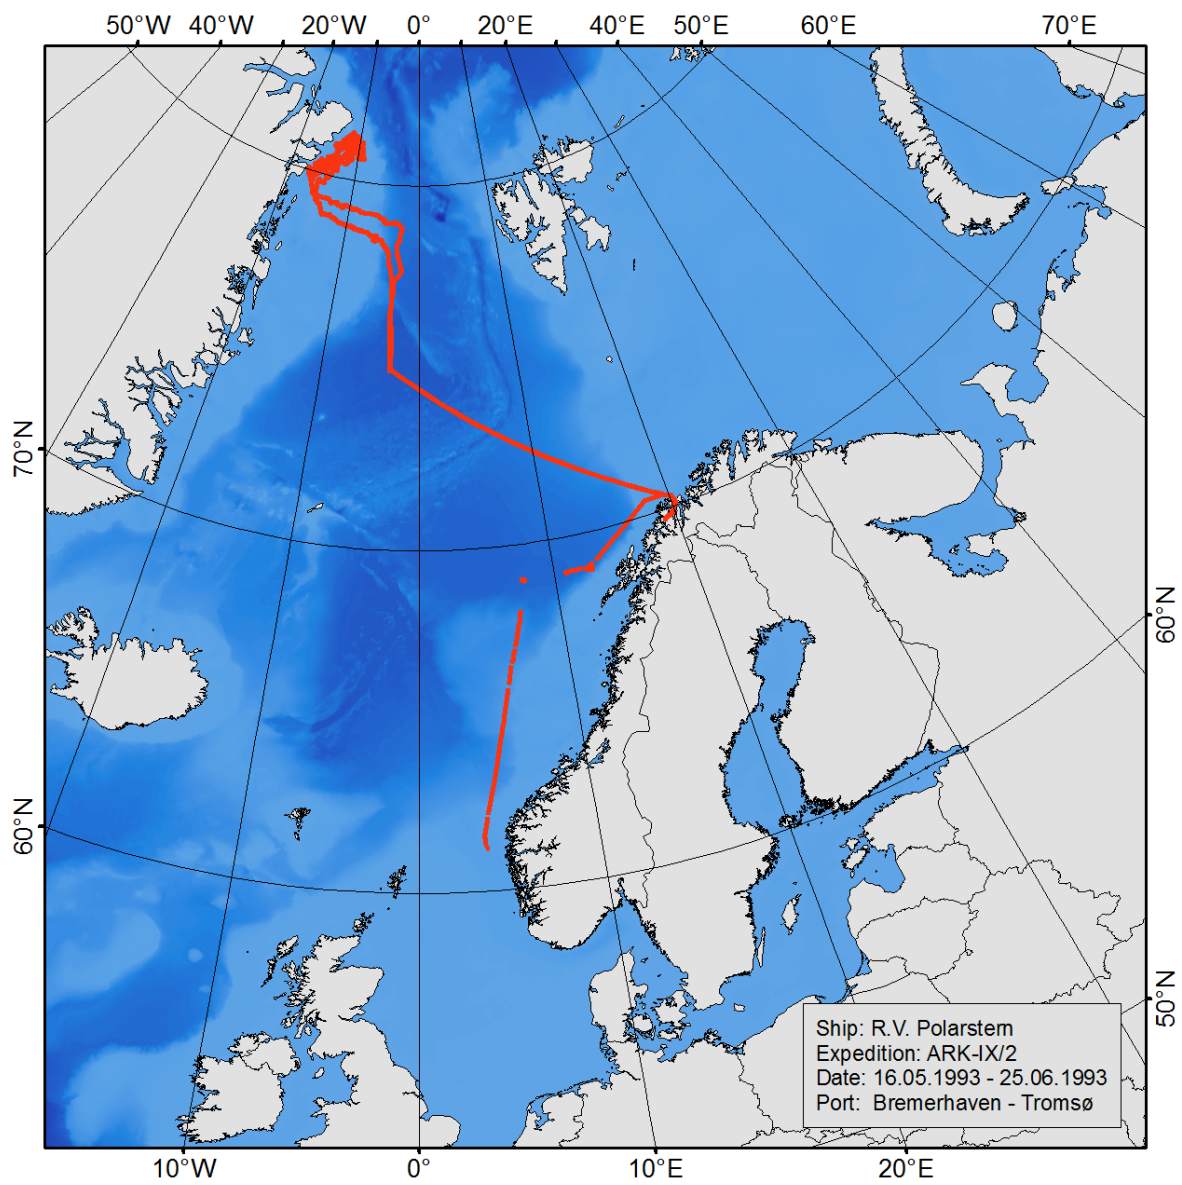 50°W 40°W 20°W 10°W 0° 20°E 40°E 50°E 60°E 70°E
70°N
60°N
60°N
50°N
Ship: R.V. Polarstern
Expedition: ARK-IX/2
Date: 16.05.1993 - 25.06.1993
Port: Bremerhaven - Tromsø
10°W 0° 10°E 20°E